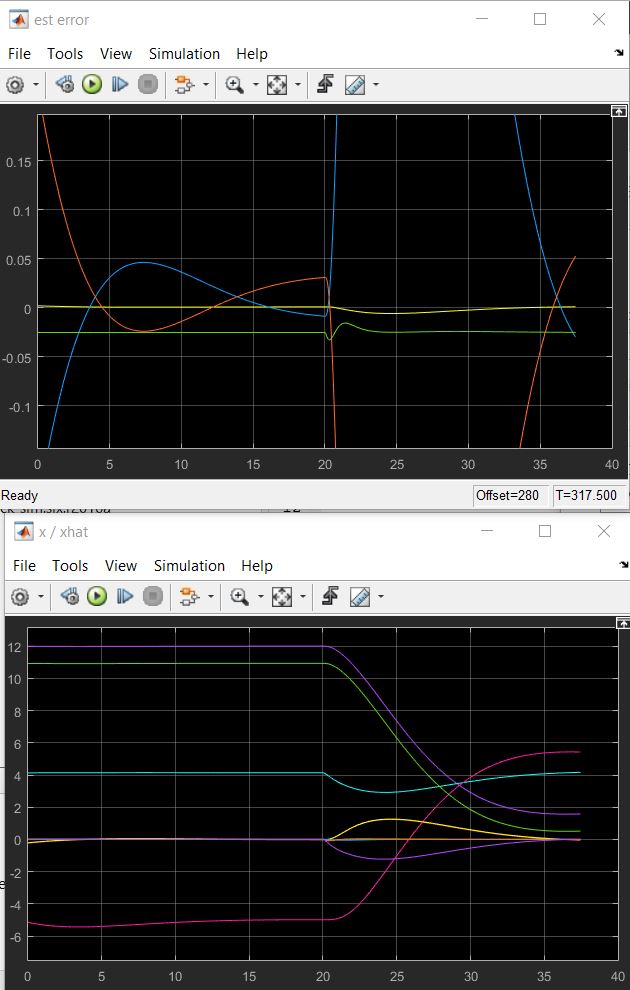 est error
File Tools View Simulation Help
0.15
0.1
0.05
0
-0.05
-0.1
0 5 10 15 20 25 30 35 40
Ready Offset=280 T=317.500
x / xhat
File Tools View Simulation Help
12
10
8
6
4
2
0
-2
-4
-6
0 5 10 15 20 25 30 35 40